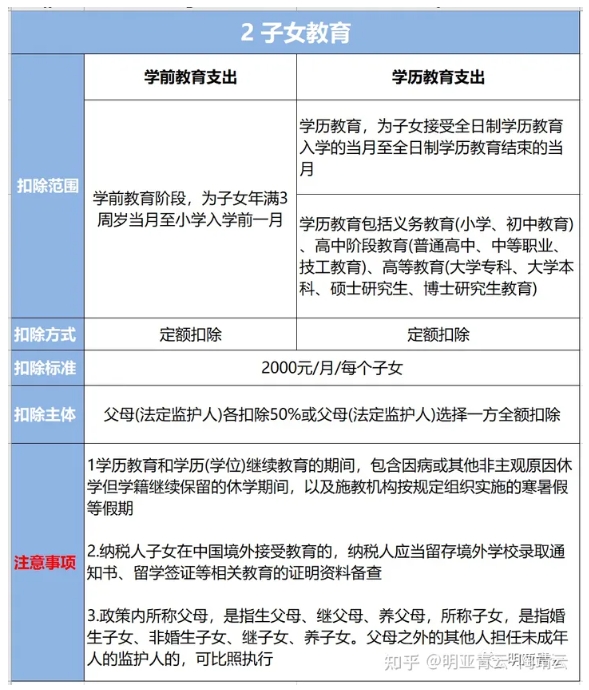 2 子女教育
学前教育支出
学历教育支出
扣除范围
学前教育阶段，为子女年满3
周岁当月至小学入学前一月
学历教育，为子女接受全日制学历教育
入学的当月至全日制学历教育结束的当
月
学历教育包括义务教育(小学、初中教育)
、高中阶段教育(普通高中、中等职业、
技工教育)、高等教育(大学专科、大学本
科、硕士研究生、博士研究生教育)
扣除方式
定额扣除
定额扣除
扣除标准
2000元/月/每个子女
扣除主体
父母(法定监护人)各扣除50%或父母(法定监护人)选择一方全额扣除
注意事项
1学历教育和学历(学位)继续教育的期间，包含因病或其他非主观原因休
学但学籍继续保留的休学期间，以及施教机构按规定组织实施的寒暑假
等假期
2.纳税人子女在中国境外接受教育的，纳税人应当留存境外学校录取通
知书、留学签证等相关教育的证明资料备查
3.政策内所称父母，是指生父母、继父母、养父母，所称子女，是指婚
生子女、非婚生子女、继子女、养子女。父母之外的其他人担任未成年
人的监护人的，可比照执行
知乎 @明亚青云